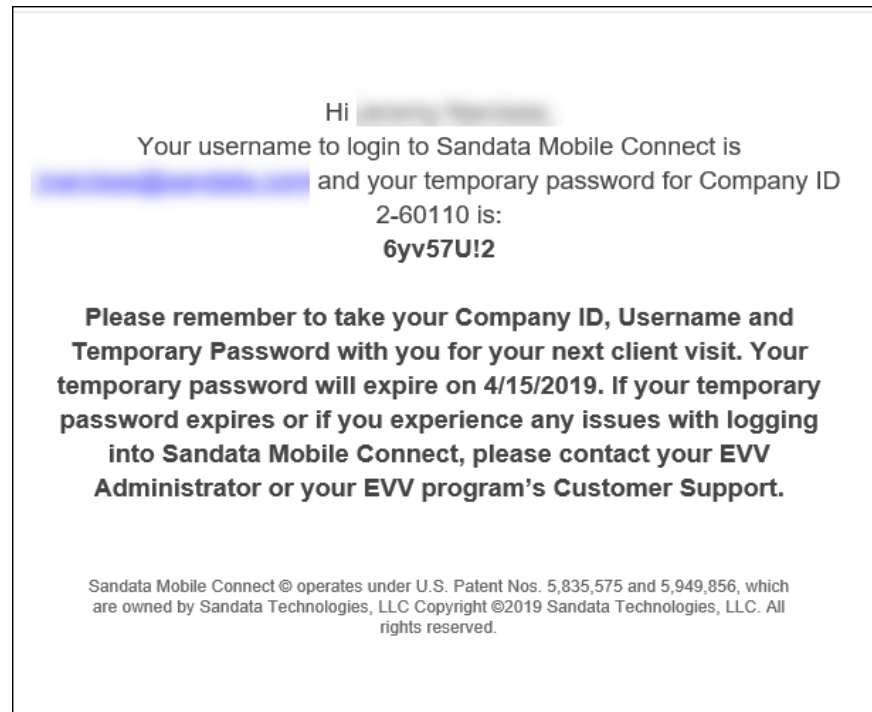 Hi
Your username to login to Sandata Mobile Connect is
and your temporary password for Company ID
2-60110 is:
6yv57U!2
Please remember to take your Company ID, Username and
Temporary Password with you for your next client visit. Your
temporary password will expire on 4/15/2019. If your temporary
password expires or if you experience any issues with logging
into Sandata Mobile Connect, please contact your EVV
Administrator or your EVV program's Customer Support.
Sandata Mobile Connect © operates under U.S. Patent Nos. 5,835,575 and 5,949,856, which
are owned by Sandata Technologies, LLC Copyright ©2019 Sandata Technologies, LLC. All
rights reserved.